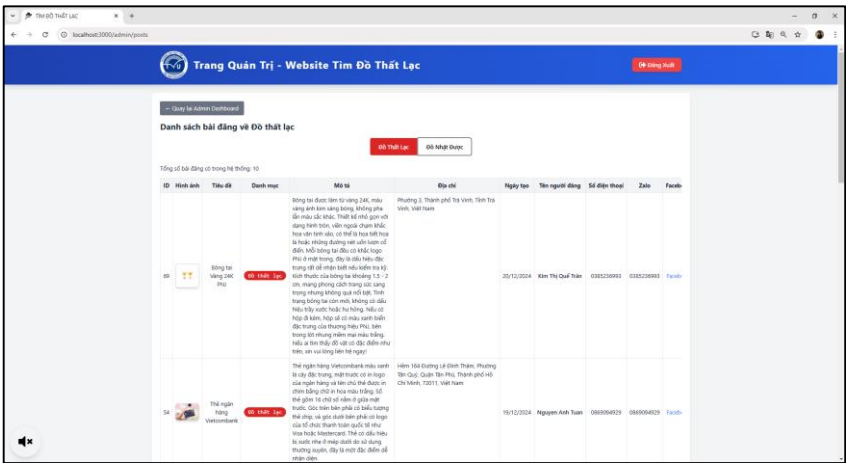 TÌM ĐỒ THẤT LẠC
localhost:3000/admin/posts
TVU
Trang Quản Trị - Website Tìm Đồ Thất Lạc
Đăng Xuất
← Quay lại Admin Dashboard
Danh sách bài đăng về Đồ thất lạc
Đồ Thất Lạc Đồ Nhặt Được
Tổng số bài đăng có trong hệ thống: 10
ID Hình ảnh Tiêu đề Danh mục Mô tả Địa chỉ Ngày tạo Tên người đăng Số điện thoại Zalo Faceb
69
Bông tai
Vàng 24K
PNJ
Đồ thất lạc
Bông tai được làm từ vàng 24K, màu
vàng ánh kim sáng bóng, không pha
lẫn màu sắc khác. Thiết kế nhỏ gọn với
dạng hình tròn, viền ngoài chạm khắc
hoa văn tinh xảo, có thể là họa tiết hoa
lá hoặc những đường vát uốn lượn cổ
điển. Mỗi bông tai đều có khắc logo
PNJ ở mặt trong, đây là dấu hiệu đặc
trưng rất dễ nhận biết nếu kiểm tra kỹ.
Kích thước của bông tai khoảng 1.5 - 2
cm, mang phong cách trang sức sang
trọng nhưng không quá nổi bật. Tình
trạng bông tai còn mới, không có dấu
hiệu trầy xước hoặc hư hỏng. Nếu có
hộp đi kèm, hộp sẽ có màu xanh biển
đặc trưng của thương hiệu PNJ, bên
trong lót nhung mềm mại màu trắng.
Nếu ai tìm thấy đồ vật có đặc điểm như
trên, xin vui lòng liên hệ ngay!
Phường 3, Thành phố Trà Vinh, Tỉnh Trà
Vinh, Việt Nam
20/12/2024 Kim Thị Quế Trân 0385236993 0385236993 Faceb
54
Thẻ ngân
hàng
Vietcombank
Đồ thất lạc
Thẻ ngân hàng Vietcombank màu xanh
lá cây đặc trưng, mặt trước có in logo
của ngân hàng và tên chủ thẻ được in
chìm bằng chữ in hoa màu trắng. Số
thẻ gồm 16 chữ số nằm ở giữa mặt
trước. Góc trên bên phải có biểu tượng
thẻ chip, và góc dưới bên phải có logo
của tổ chức thanh toán quốc tế như
Visa hoặc Mastercard. Thẻ có dấu hiệu
bị xước nhẹ ở mép dưới do sử dụng
thường xuyên, đây là một đặc điểm dễ
nhận diện.
Hẻm 164 Đường Lê Đình Thám, Phường
Tân Quý, Quận Tân Phú, Thành phố Hồ
Chí Minh, 72011, Việt Nam
19/12/2024 Nguyen Anh Tuan 0869094929 0869094929 Faceb